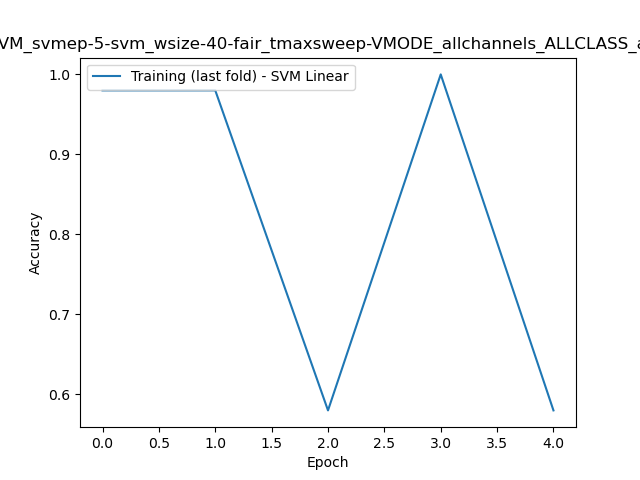 VM_svmep-5-svm_wsize-40-fair_tmaxsweep-VMODE_allchannels_ALLCLASS_a
Training (last fold) - SVM Linear
1.0
0.9
0.8
0.7
0.6
Accuracy
0.0 0.5 1.0 1.5 2.0 2.5 3.0 3.5 4.0
Epoch